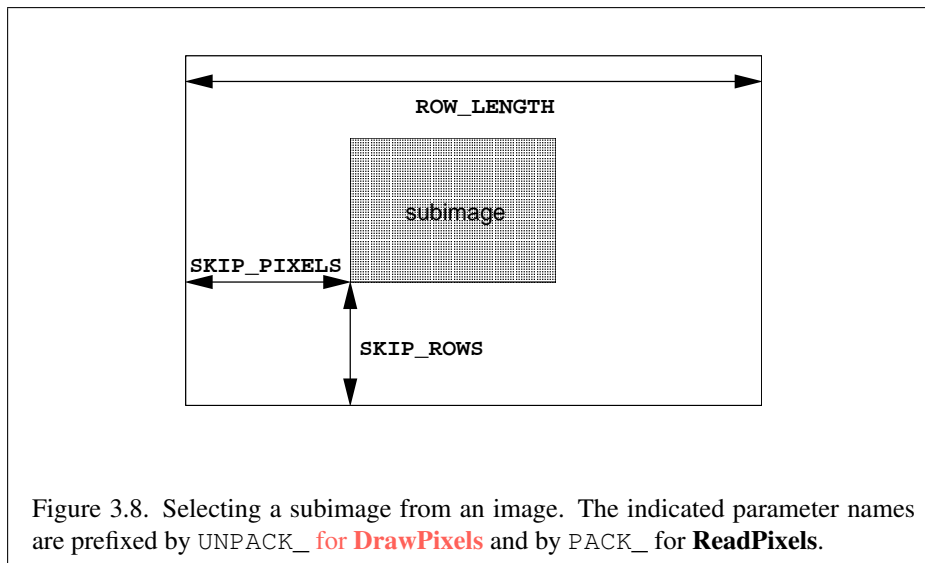 ROW_LENGTH
subimage
SKIP_PIXELS
SKIP_ROWS
Figure 3.8. Selecting a subimage from an image. The indicated parameter names
are prefixed by UNPACK_ for DrawPixels and by PACK_ for ReadPixels.